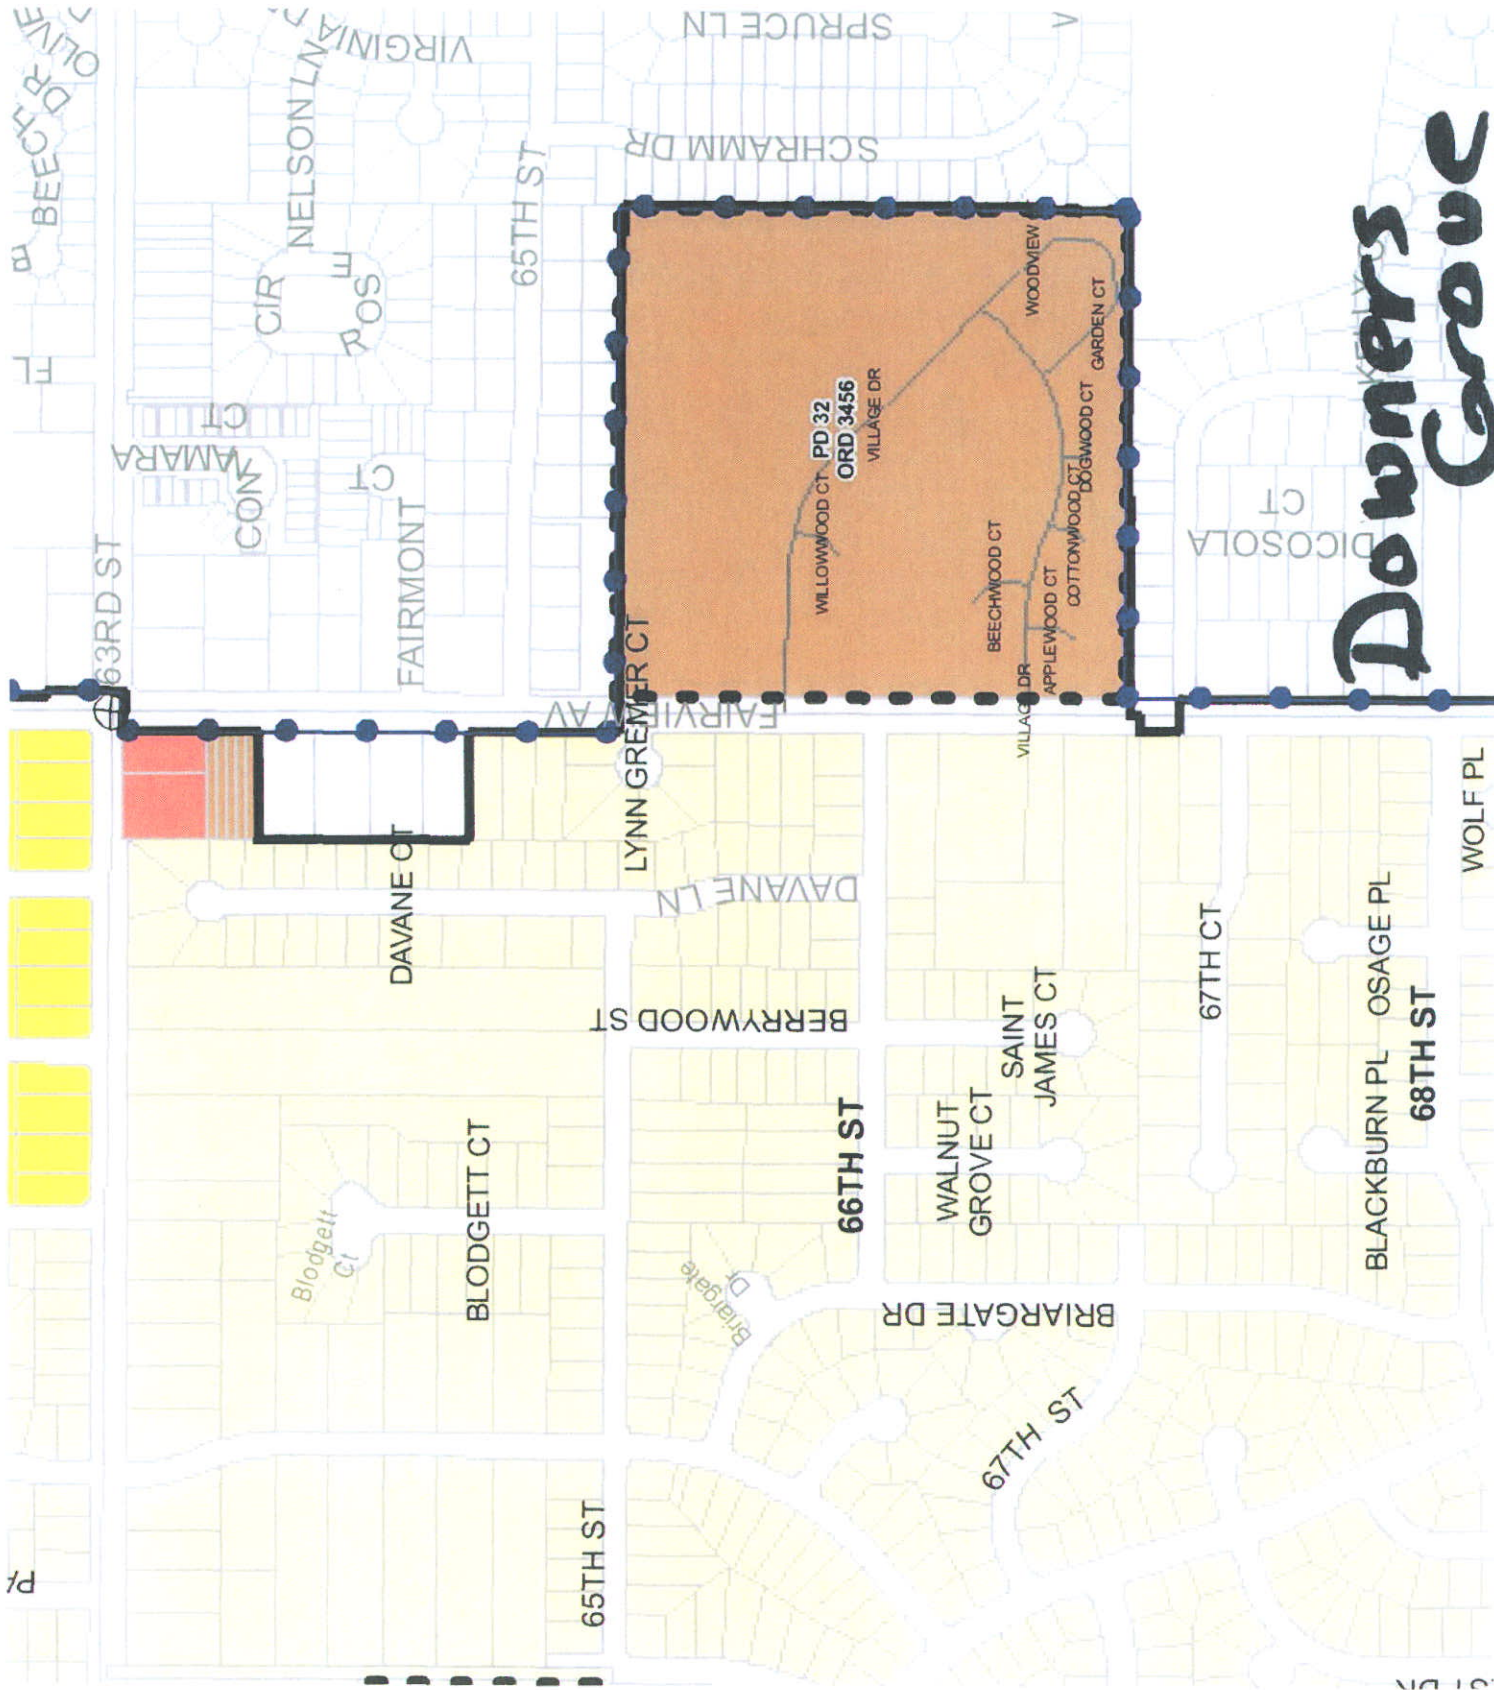 BEECH DR
OLIVE
NELSON LN
VIRGINIA
SPRUCE LN
SCHRAMM DR
65TH ST
CIR
ROSE
FL
TAMARA
CT
CON
CT
FAIRMONT
63RD ST
WOODVIEW
GARDEN CT
PD 32
ORD 3456
VILLAGE DR
DOGWOOD CT
WILLOWWOOD CT
COTTONWOOD CT
BEECHWOOD CT
APPLEWOOD CT
VILLAGE DR
KELLY
DICOSOLA
CT
Downers
Grove
FAIRVIEW AV
LYNN GREMER CT
DAVANE CT
DAVANE LN
WOLF PL
67TH CT
OSAGE PL
BERRYWOOD ST
SAINT
JAMES CT
68TH ST
BLODGETT CT
Blodgett
Ct
66TH ST
WALNUT
GROVE CT
BLACKBURN PL
Briargate
Dr
BRIARGATE DR
67TH ST
65TH ST
PA